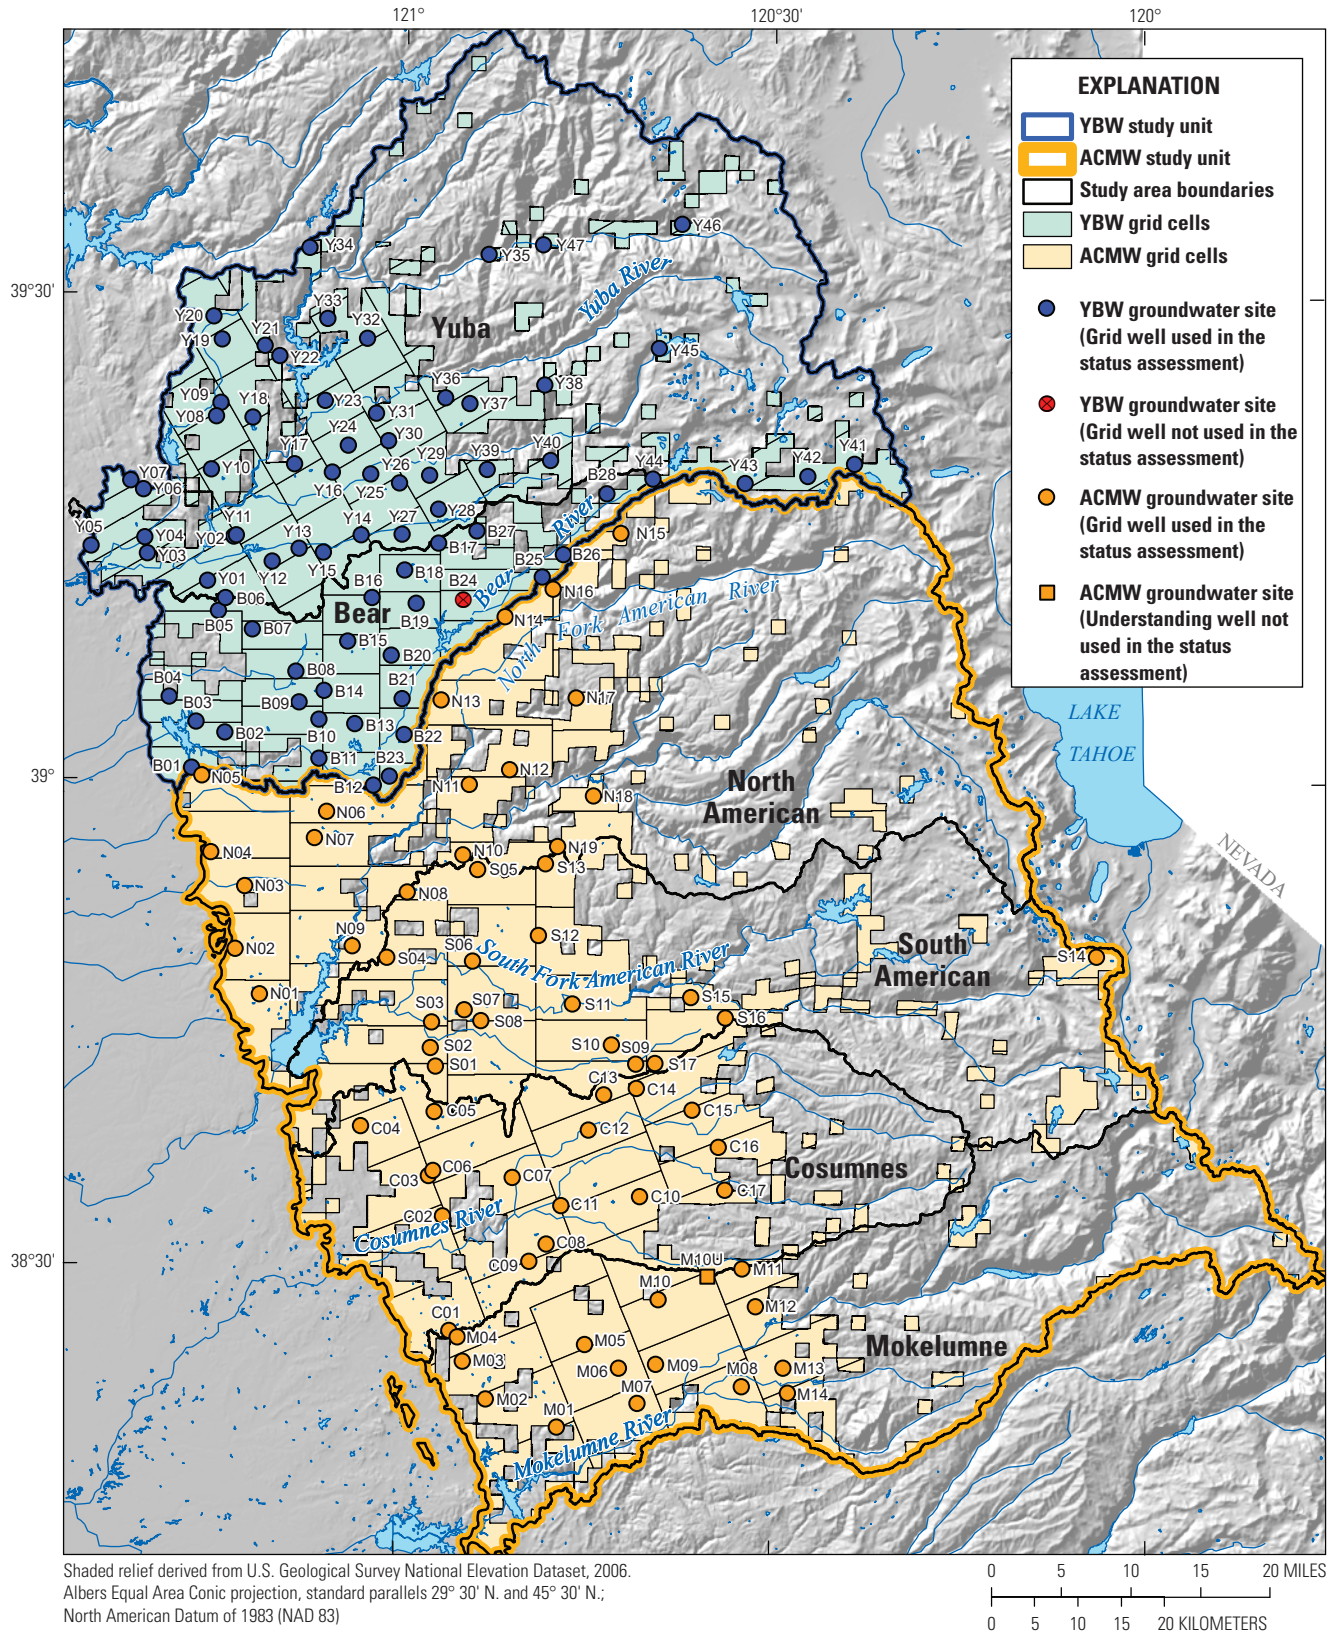 121°
120°30'
120°
EXPLANATION
YBW study unit
ACMW study unit
Study area boundaries
YBW grid cells
ACMW grid cells
YBW groundwater site
(Grid well used in the
status assessment)
YBW groundwater site
(Grid well not used in the
status assessment)
ACMW groundwater site
(Grid well used in the
status assessment)
ACMW groundwater site
(Understanding well not
used in the status
assessment)
Y34
Y35
Y47
Y46
Yuba River
39°30'
Y33
Y20
Y21
Y32
Yuba
Y19
Y22
Y45
Y36
Y38
Y09
Y18
Y23
Y31
Y37
Y08
Y24
Y30
Y17
Y39
Y40
Y41
Y07
Y10
Y26
Y29
B28
Y44
Y43
Y42
Y06
Y16
Y25
Y11
Y28
River
Y05
Y04
Y02
Y13
Y14
Y27
B27
N15
Y03
B17
B26
Y12
Y15
B25
Y01
B16
B18
B24
Bear
N16
B06
Bear
B19
North Fork American River
B05
B07
B15
N14
B20
B08
B04
B14
B21
N13
N17
LAKE
TAHOE
B03
B09
B02
B10
B13
B22
39°
B01
N05
B11
B23
N12
North
American
B12
N11
N18
N06
N07
NEVADA
N04
N10
N19
S05
S13
N03
N08
N09
S06
S12
South
American
N02
S04
South Fork American River
S14
N01
S03
S07
S11
S15
S08
S16
S02
S10
S09
S01
S17
C13
C14
C05
C15
C04
C12
C06
C16
Cosumnes
C03
C07
C10
C17
C02
C11
Cosumnes River
C08
38°30'
C09
M10U
M11
M10
M12
C01
M04
M05
Mokelumne
M03
M06
M09
M08
M13
M02
M07
M14
M01
Mokelumne River
Shaded relief derived from U.S. Geological Survey National Elevation Dataset, 2006.
Albers Equal Area Conic projection, standard parallels 29° 30' N. and 45° 30' N.;
North American Datum of 1983 (NAD 83)
0 5 10 15 20 MILES
0 5 10 15 20 KILOMETERS